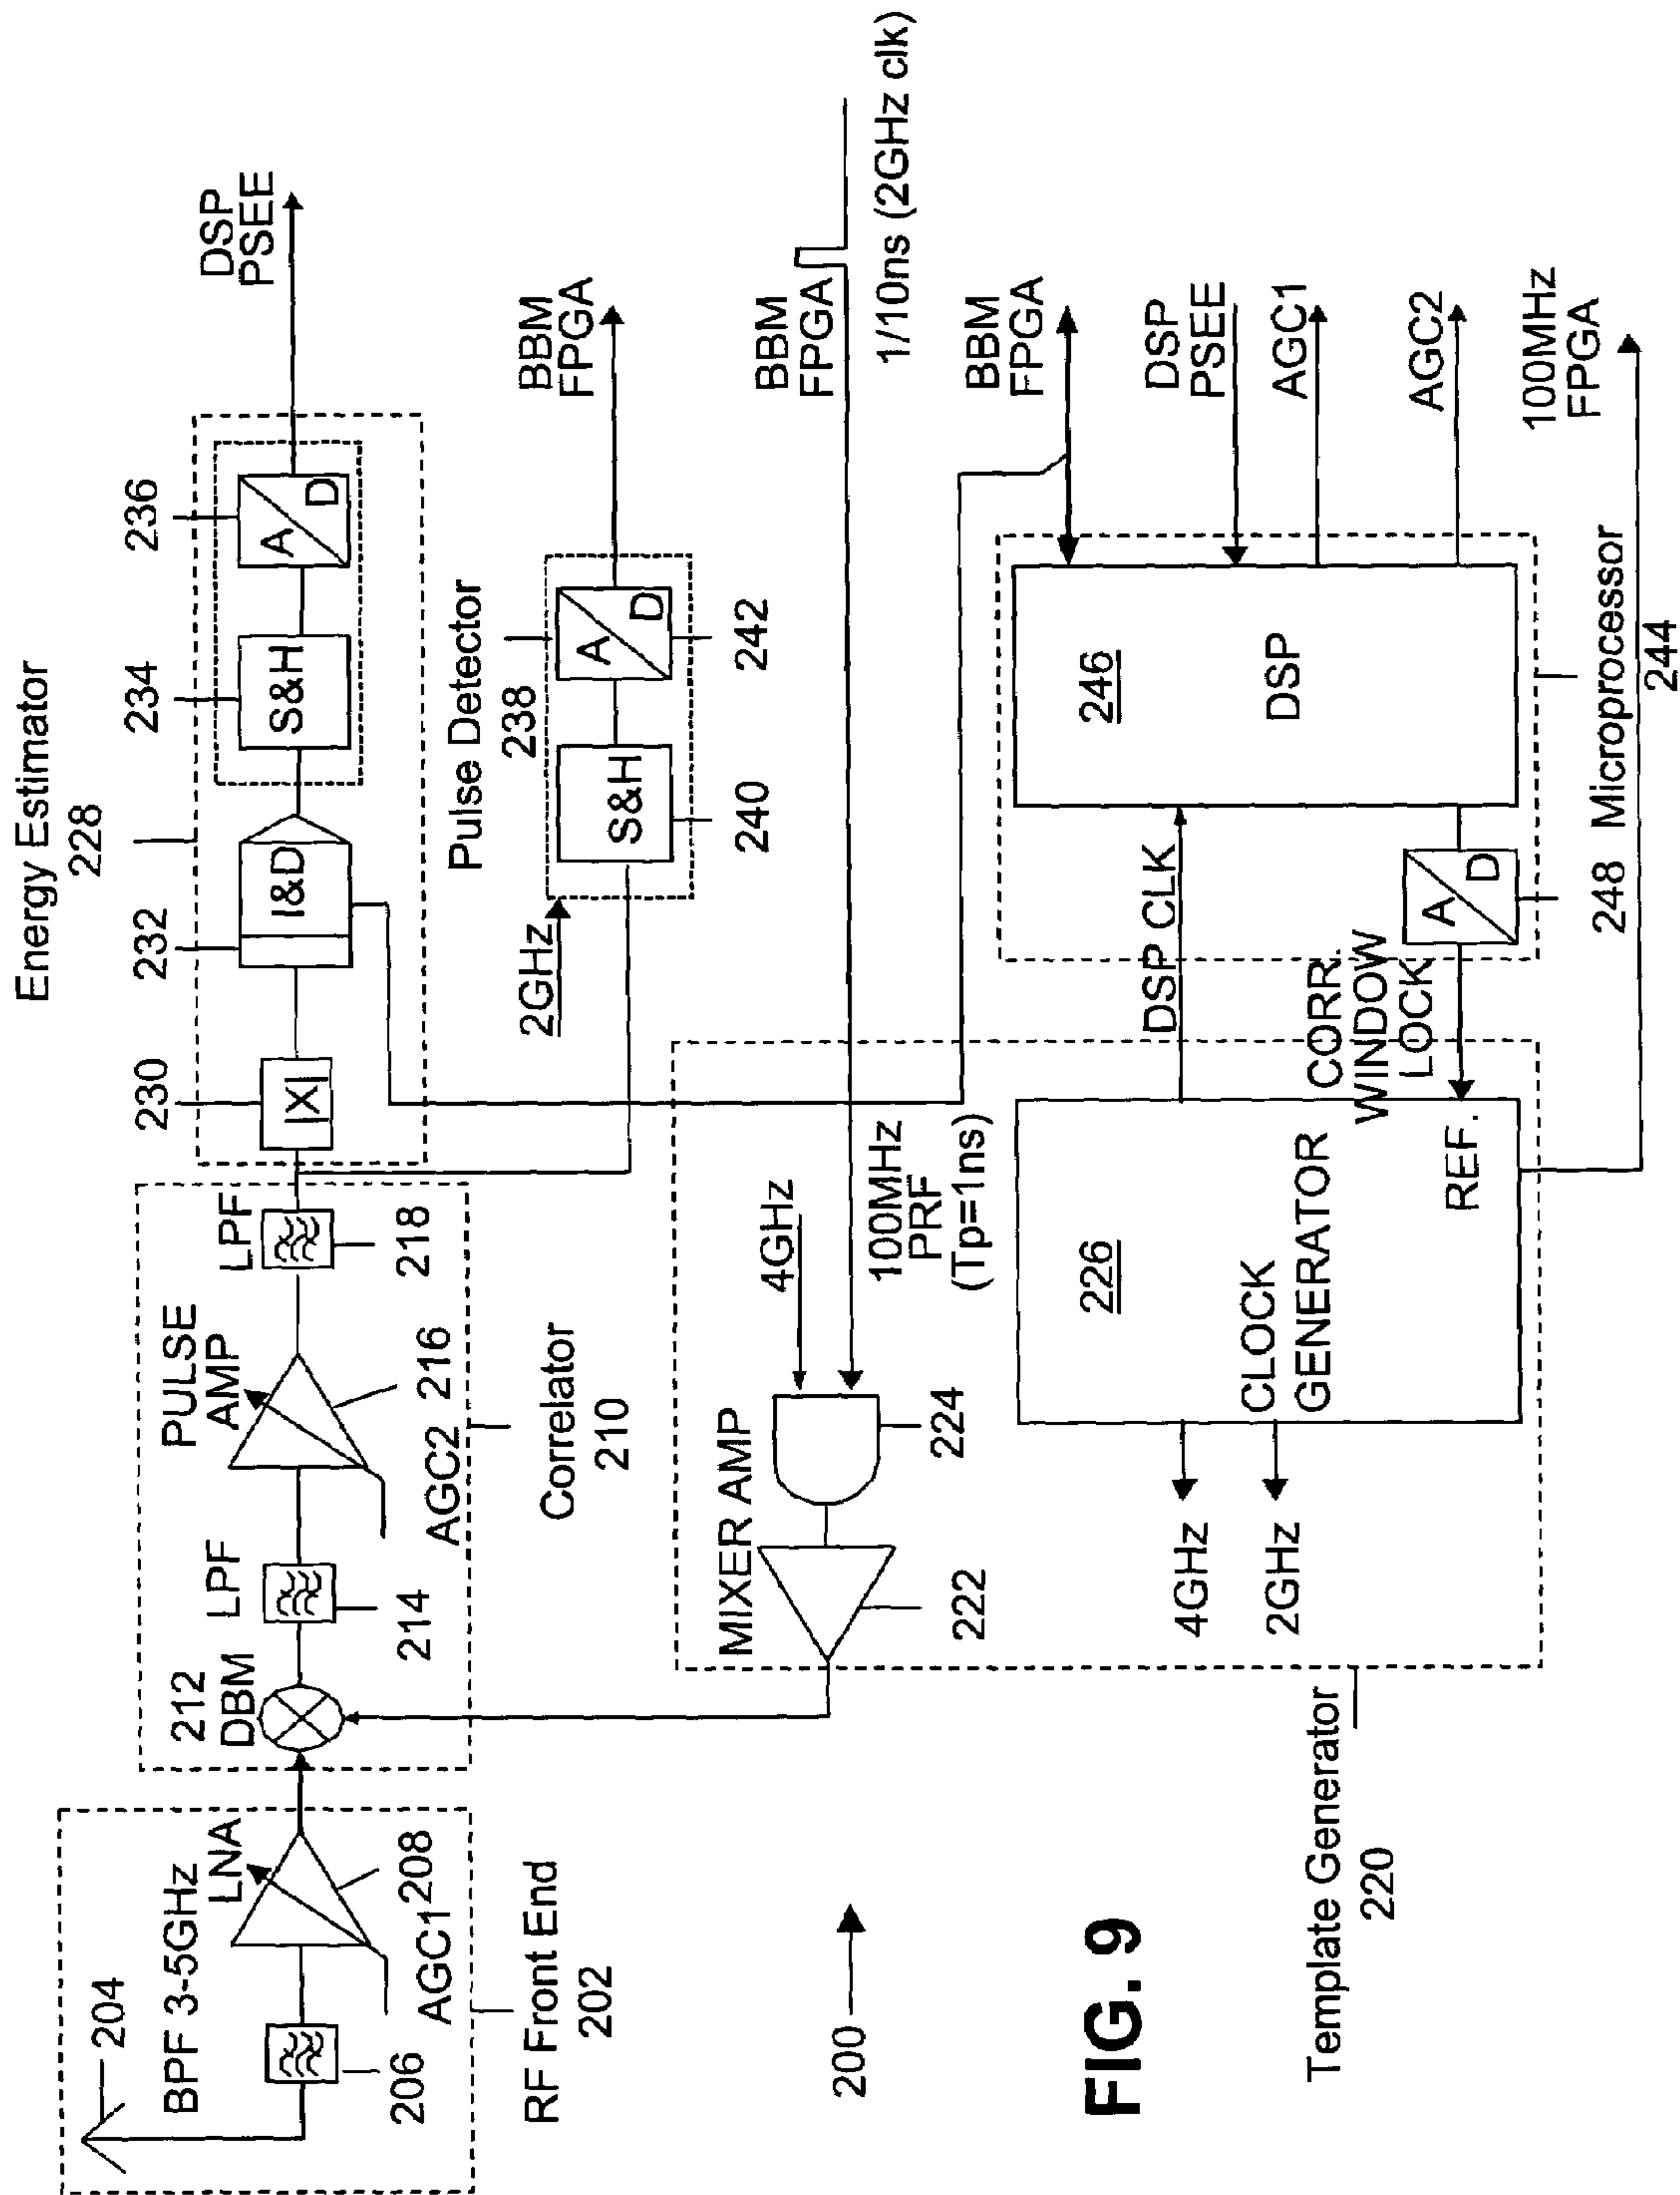 Energy Estimator
228
230
232
234
236
|X|
I&D
S&H
A
D
DSP
PSEE
204
BPF 3-5GHz
LNA
206
AGC1
208
RF Front End
202
212
DBM
LPF
214
PULSE
AMP
216
AGC2
LPF
218
Correlator
210
Pulse Detector
238
2GHz
S&H
240
A
D
242
BBM
FPGA
BBM
FPGA
1/10ns (2GHz clk)
MIXER AMP
222
224
4GHz
100MHz
PRF
(Tp=1ns)
4GHz
2GHz
226
CLOCK
GENERATOR
REF.
DSP CLK
CORR.
WINDOW
LOCK
A
D
248
246
DSP
Microprocessor
244
BBM
FPGA
DSP
PSEE
AGC1
AGC2
100MHz
FPGA
Template Generator
220
200
FIG. 9